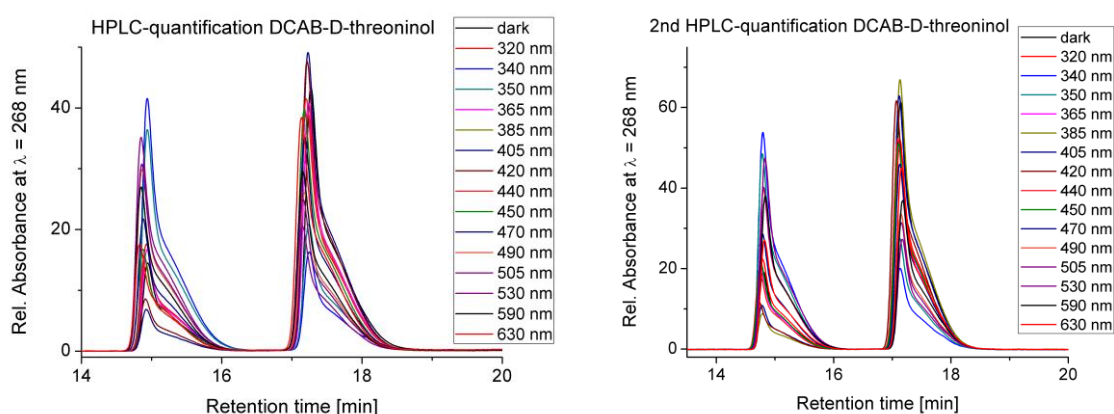 HPLC-quantification DCAB-D-threoninol
Rel. Absorbance at λ = 268 nm
40
20
0
14
16
18
20
Retention time [min]
dark
320 nm
340 nm
350 nm
365 nm
385 nm
405 nm
420 nm
440 nm
450 nm
470 nm
490 nm
505 nm
530 nm
590 nm
630 nm
2nd HPLC-quantification DCAB-D-threoninol
Rel. Absorbance at λ = 268 nm
60
40
20
0
14
16
18
20
Retention time [min]
dark
320 nm
340 nm
350 nm
365 nm
385 nm
405 nm
420 nm
440 nm
450 nm
470 nm
490 nm
505 nm
530 nm
590 nm
630 nm